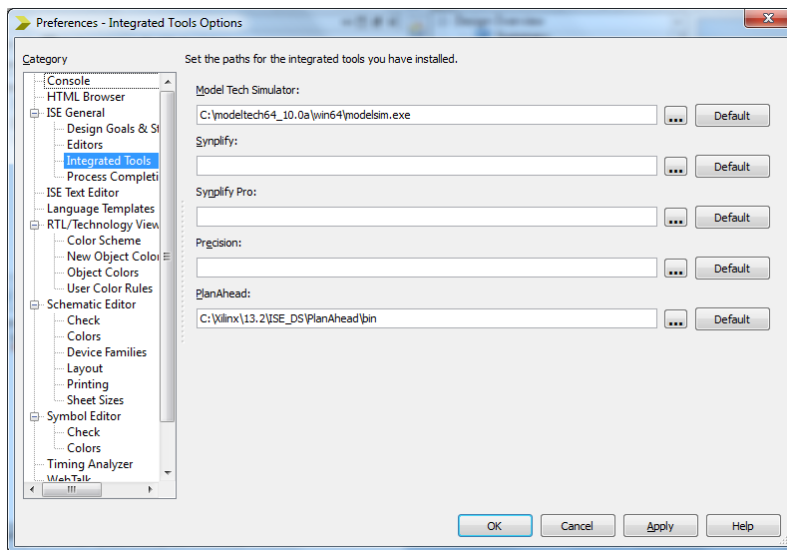 Preferences - Integrated Tools Options
Category
Console
HTML Browser
ISE General
Design Goals & St
Editors
Integrated Tools
Process Completi
ISE Text Editor
Language Templates
RTL/Technology View
Color Scheme
New Object Color
Object Colors
User Color Rules
Schematic Editor
Check
Colors
Device Families
Layout
Printing
Sheet Sizes
Symbol Editor
Check
Colors
Timing Analyzer
WebTalk
Set the paths for the integrated tools you have installed.
Model Tech Simulator:
C:\modeltech64_10.0a\win64\modelsim.exe
... Default
Synplify:
... Default
Synplify Pro:
... Default
Precision:
... Default
PlanAhead:
C:\Xilinx\13.2\ISE_DS\PlanAhead\bin
... Default
OK Cancel Apply Help